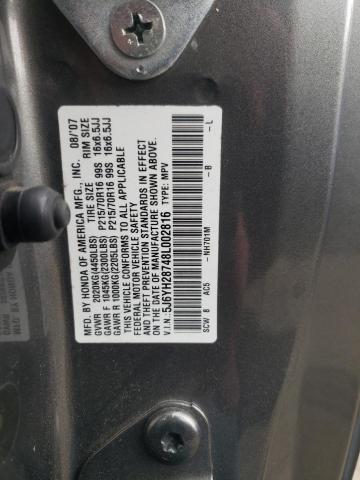 MFD. BY HONDA OF AMERICA MFG., INC. 08/'07
TIRE SIZE RIM SIZE
GVWR 2020KG(4450LBS) P215/70R16 99S 16x6.5JJ
GAWR F 1045KG(2300LBS) P215/70R16 99S 16x6.5JJ
GAWR R 1000KG(2200LBS)
THIS VEHICLE CONFORMS TO ALL APPLICABLE
FEDERAL MOTOR VEHICLE SAFETY
AND THEFT PREVENTION STANDARDS IN EFFECT
ON THE DATE OF MANUFACTURE SHOWN ABOVE.
5J6YH28748L002816 TYPE: MPV
NH701M B L
SCW 8 AC5